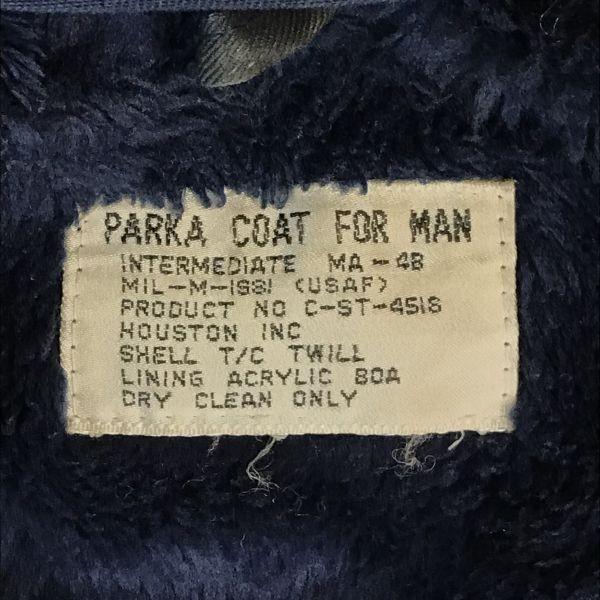 PARKA COAT FOR MAN
INTERMEDIATE MA-4B
MIL-M-1881 (USAF)
PRODUCT NO C-ST-4518
HOUSTON INC
SHELL T/C TWILL
LINING ACRYLIC BOA
DRY CLEAN ONLY